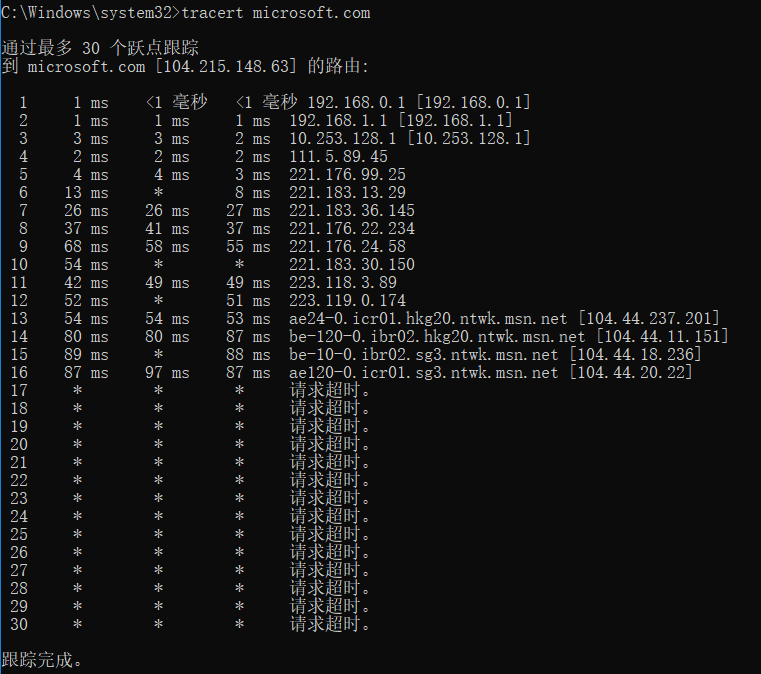 C:\Windows\system32>tracert microsoft.com
通过最多 30 个跃点跟踪
到 microsoft.com [104.215.148.63] 的路由:
1 1 ms <1 毫秒 <1 毫秒 192.168.0.1 [192.168.0.1]
2 1 ms 1 ms 1 ms 192.168.1.1 [192.168.1.1]
3 3 ms 3 ms 2 ms 10.253.128.1 [10.253.128.1]
4 2 ms 2 ms 2 ms 111.5.89.45
5 4 ms 4 ms 3 ms 221.176.99.25
6 13 ms * 8 ms 221.183.13.29
7 26 ms 26 ms 27 ms 221.183.36.145
8 37 ms 41 ms 37 ms 221.176.22.234
9 68 ms 58 ms 55 ms 221.176.24.58
10 54 ms * * 221.183.30.150
11 42 ms 49 ms 49 ms 223.118.3.89
12 52 ms * 51 ms 223.119.0.174
13 54 ms 54 ms 53 ms ae24-0.icr01.hkg20.ntwk.msn.net [104.44.237.201]
14 80 ms 80 ms 87 ms be-120-0.ibr02.hkg20.ntwk.msn.net [104.44.11.151]
15 89 ms * 88 ms be-10-0.ibr02.sg3.ntwk.msn.net [104.44.18.236]
16 87 ms 97 ms 87 ms ae120-0.icr01.sg3.ntwk.msn.net [104.44.20.22]
17 * * * 请求超时。
18 * * * 请求超时。
19 * * * 请求超时。
20 * * * 请求超时。
21 * * * 请求超时。
22 * * * 请求超时。
23 * * * 请求超时。
24 * * * 请求超时。
25 * * * 请求超时。
26 * * * 请求超时。
27 * * * 请求超时。
28 * * * 请求超时。
29 * * * 请求超时。
30 * * * 请求超时。
跟踪完成。